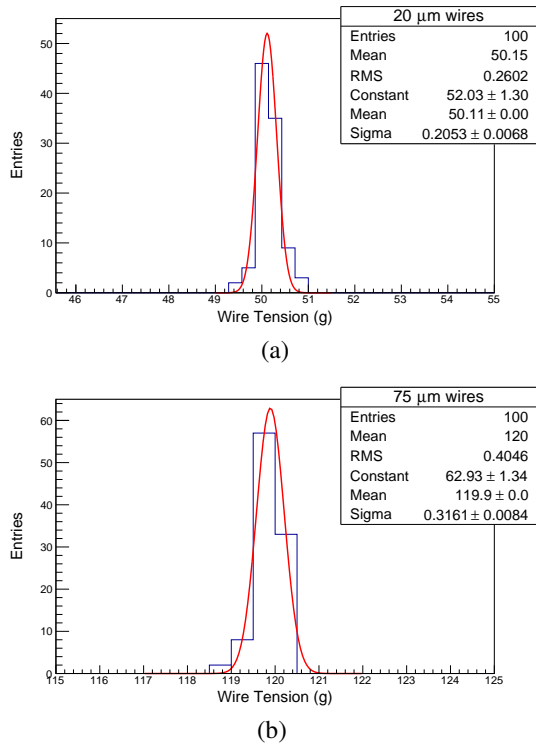 20 μm wires
Entries 100
Mean 50.15
RMS 0.2602
Constant 52.03 ± 1.30
Mean 50.11 ± 0.00
Sigma 0.2053 ± 0.0068
Entries
50
40
30
20
10
0
46 47 48 49 50 51 52 53 54 55
Wire Tension (g)
(a)
75 μm wires
Entries 100
Mean 120
RMS 0.4046
Constant 62.93 ± 1.34
Mean 119.9 ± 0.0
Sigma 0.3161 ± 0.0084
Entries
60
50
40
30
20
10
0
115 116 117 118 119 120 121 122 123 124 125
Wire Tension (g)
(b)